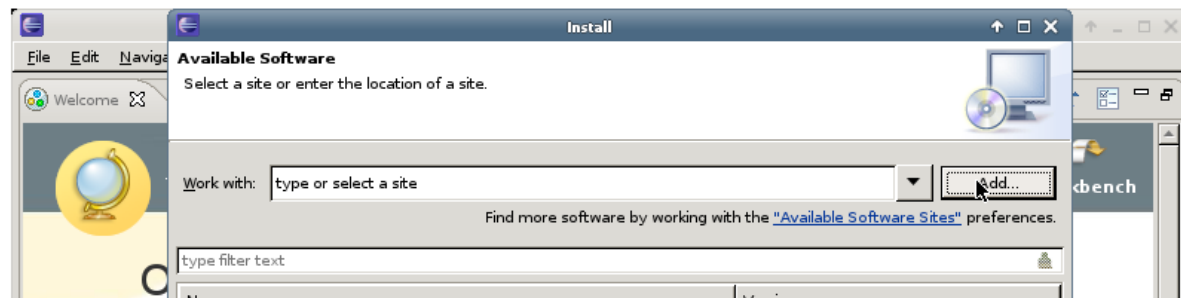 Install
File Edit Naviga
Available Software
Select a site or enter the location of a site.
Welcome
Work with: type or select a site Add...
kbench
Find more software by working with the "Available Software Sites" preferences.
type filter text